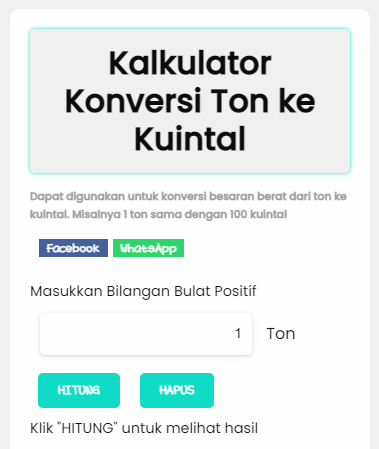 Kalkulator
Konversi Ton ke
Kuintal
Dapat digunakan untuk konversi besaran berat dari ton ke
kuintal. Misalnya 1 ton sama dengan 100 kuintal
Facebook WhatsApp
Masukkan Bilangan Bulat Positif
1 Ton
HITUNG HAPUS
Klik "HITUNG" untuk melihat hasil